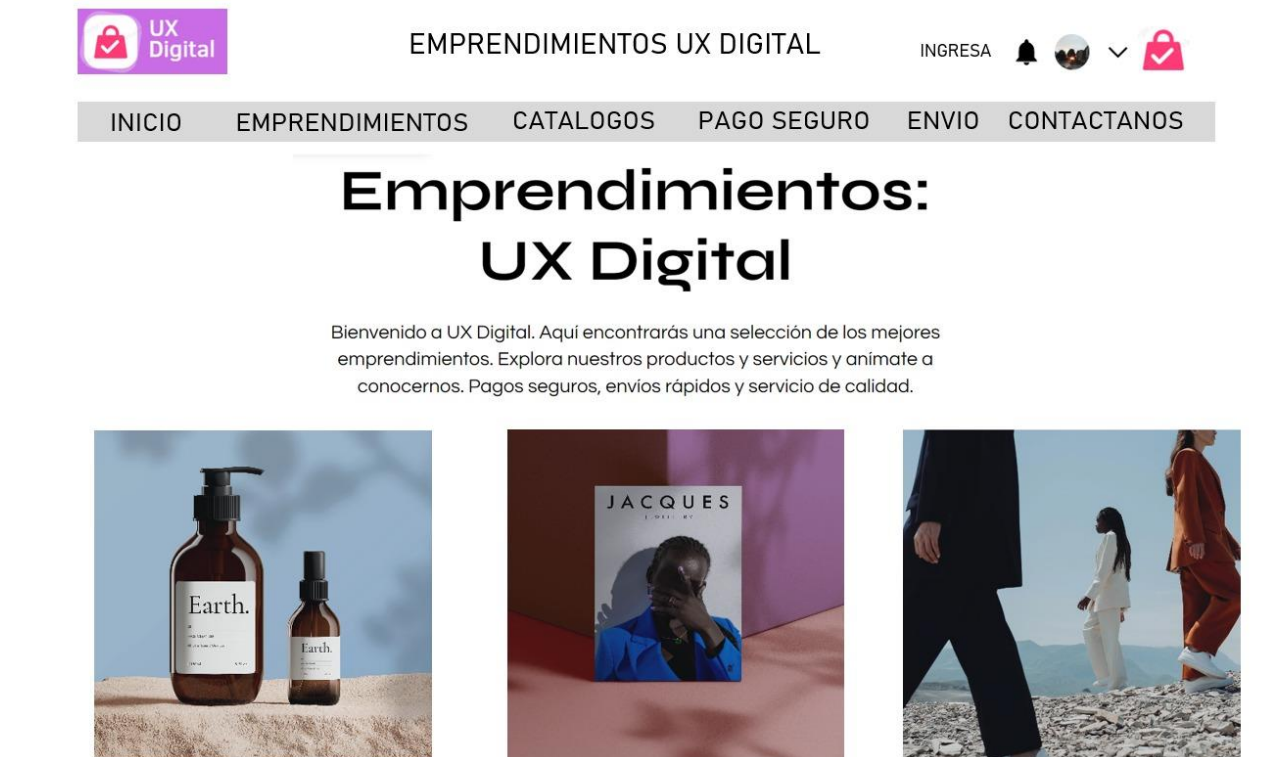 UX
Digital
EMPRENDIMIENTOS UX DIGITAL
INGRESA
INICIO EMPRENDIMIENTOS CATALOGOS PAGO SEGURO ENVIO CONTACTANOS
Emprendimientos:
UX Digital
Bienvenido a UX Digital. Aquí encontrarás una selección de los mejores
emprendimientos. Explora nuestros productos y servicios y anímate a
conocernos. Pagos seguros, envíos rápidos y servicio de calidad.
Earth.
Earth.
JACQUES